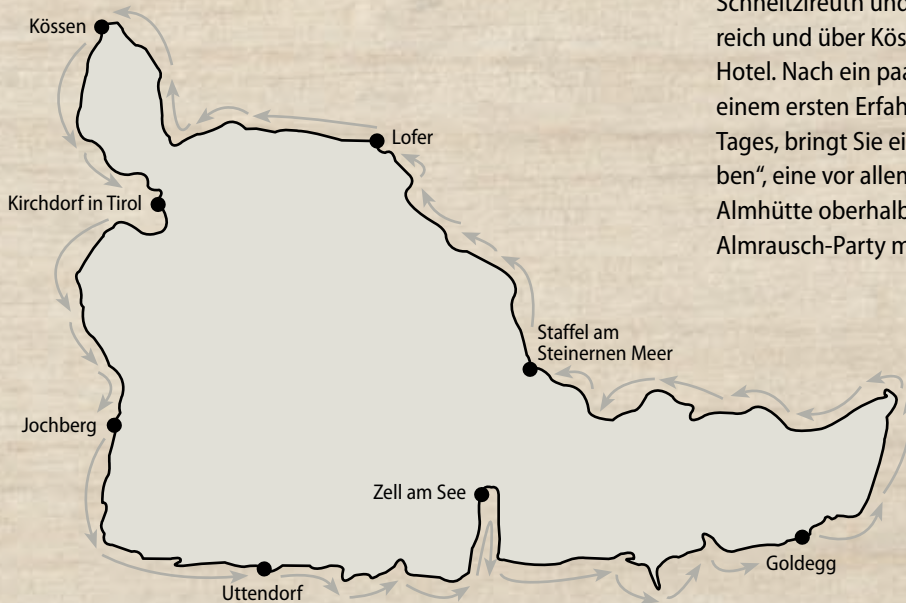 Kössen
Lofer
Kirchdorf in Tirol
Staffel am
Steinernen Meer
Jochberg
Zell am See
Goldegg
Uttendorf
reich und über Kös
Hotel. Nach ein paa
einem ersten Erfah
Tages, bringt Sie ei
ben“, eine vor allen
Almhütte oberhalb
Almrausch-Party m